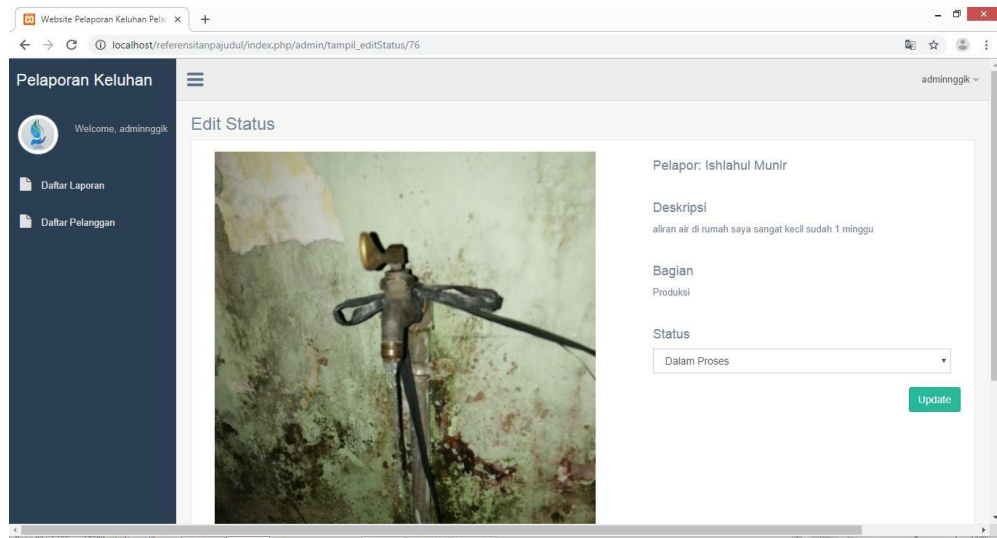 Website Pelaporan Keluhan Pela
localhost/referensitanpajudul/index.php/admin/tampil_editStatus/76
Pelaporan Keluhan
adminnggik
Welcome, adminnggik
Daftar Laporan
Daftar Pelanggan
Edit Status
Pelapor: Ishlahul Munir
Deskripsi
aliran air di rumah saya sangat kecil sudah 1 minggu
Bagian
Produksi
Status
Dalam Proses
Update